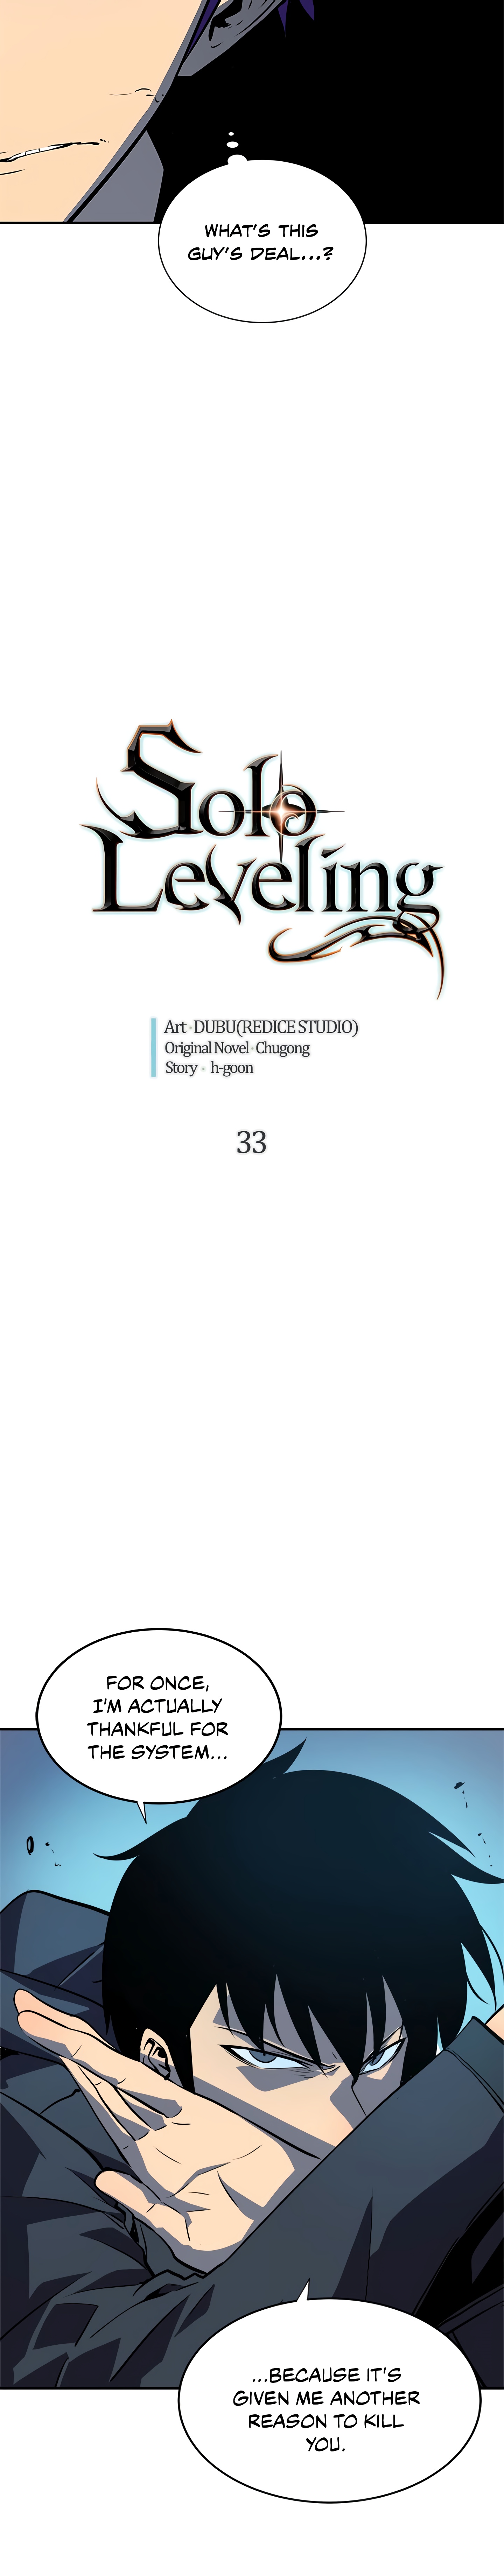 WHAT'S THIS
GUY'S DEAL...?
Solo
Leveling
Art · DUBU(REDICE STUDIO)
Original Novel · Chugong
Story · h-goon
33
FOR ONCE,
I'M ACTUALLY
THANKFUL FOR
THE SYSTEM...
...BECAUSE IT'S
GIVEN ME ANOTHER
REASON TO KILL
YOU.